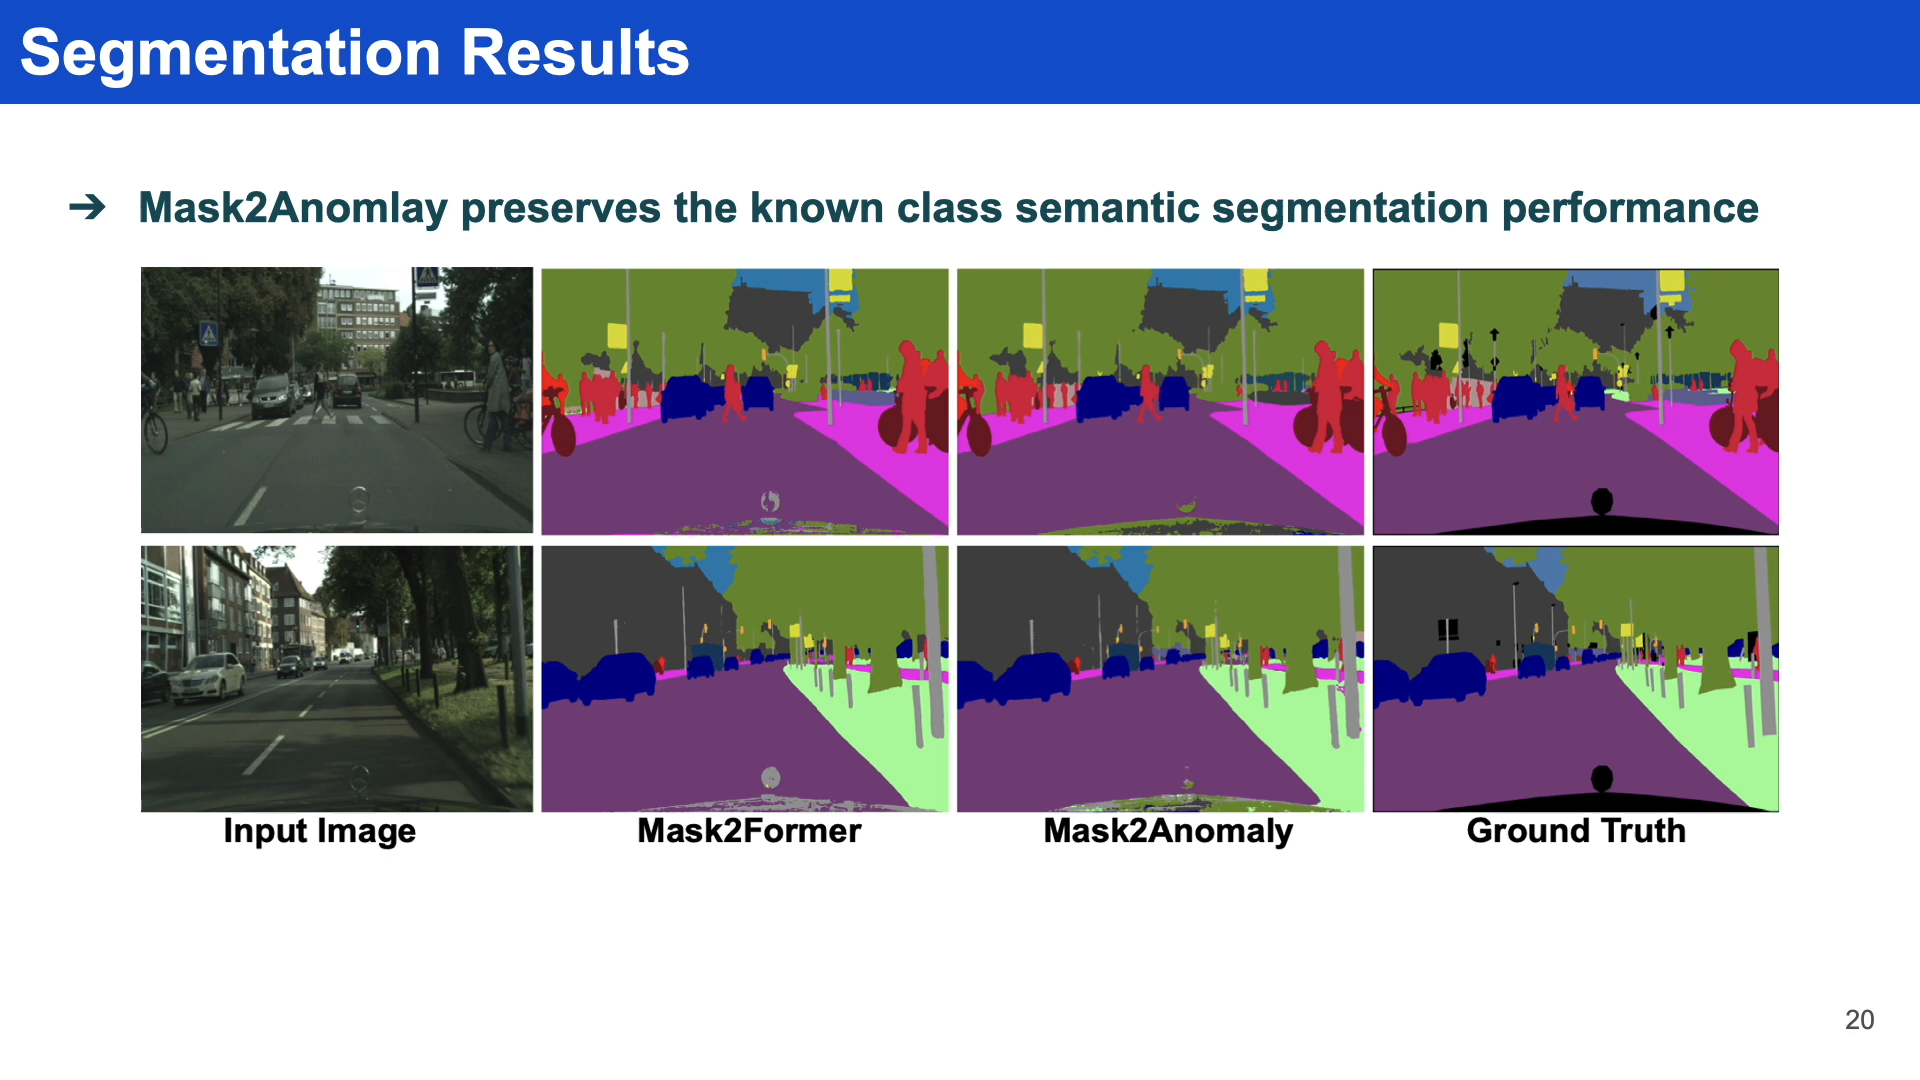 Segmentation Results
➔ Mask2Anomlay preserves the known class semantic segmentation performance
Input Image
Mask2Former
Mask2Anomaly
Ground Truth
20